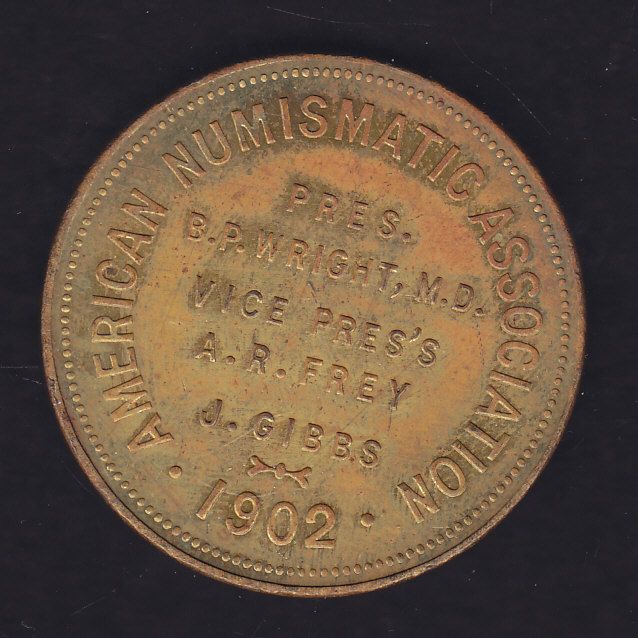 AMERICAN NUMISMATIC ASSOCIATION
PRES.
B.P.WRIGHT, M.D.
VICE PRES'S
A.R.FREY
J.GIBBS
• 1902 •